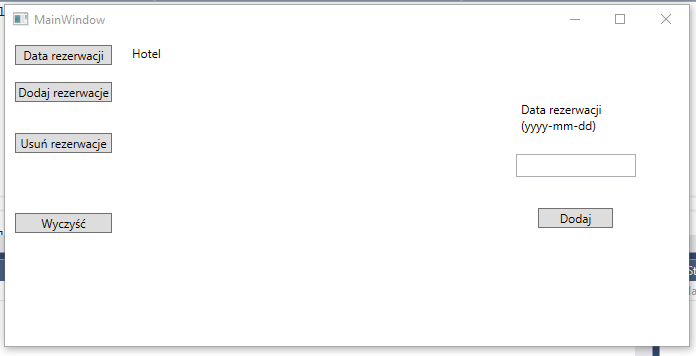 MainWindow
Data rezerwacji
Hotel
Dodaj rezerwacje
Data rezerwacji
(yyyy-mm-dd)
Usuń rezerwacje
Wyczyść
Dodaj